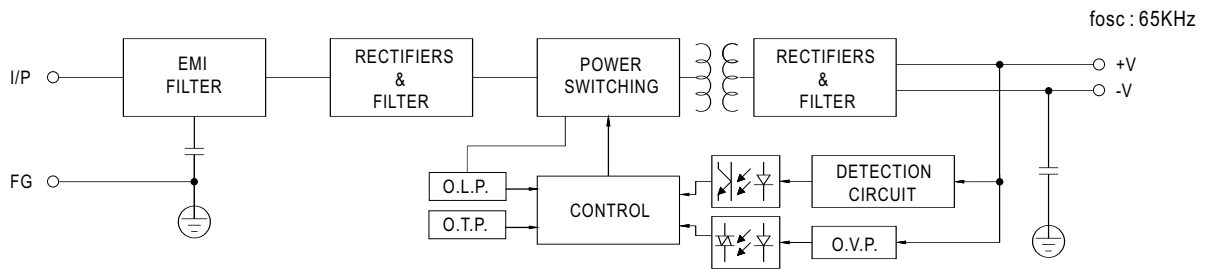 fosc : 65KHz
I/P
EMI
FILTER
RECTIFIERS
&
FILTER
POWER
SWITCHING
RECTIFIERS
&
FILTER
+V
-V
FG
O.L.P.
O.T.P.
CONTROL
DETECTION
CIRCUIT
O.V.P.